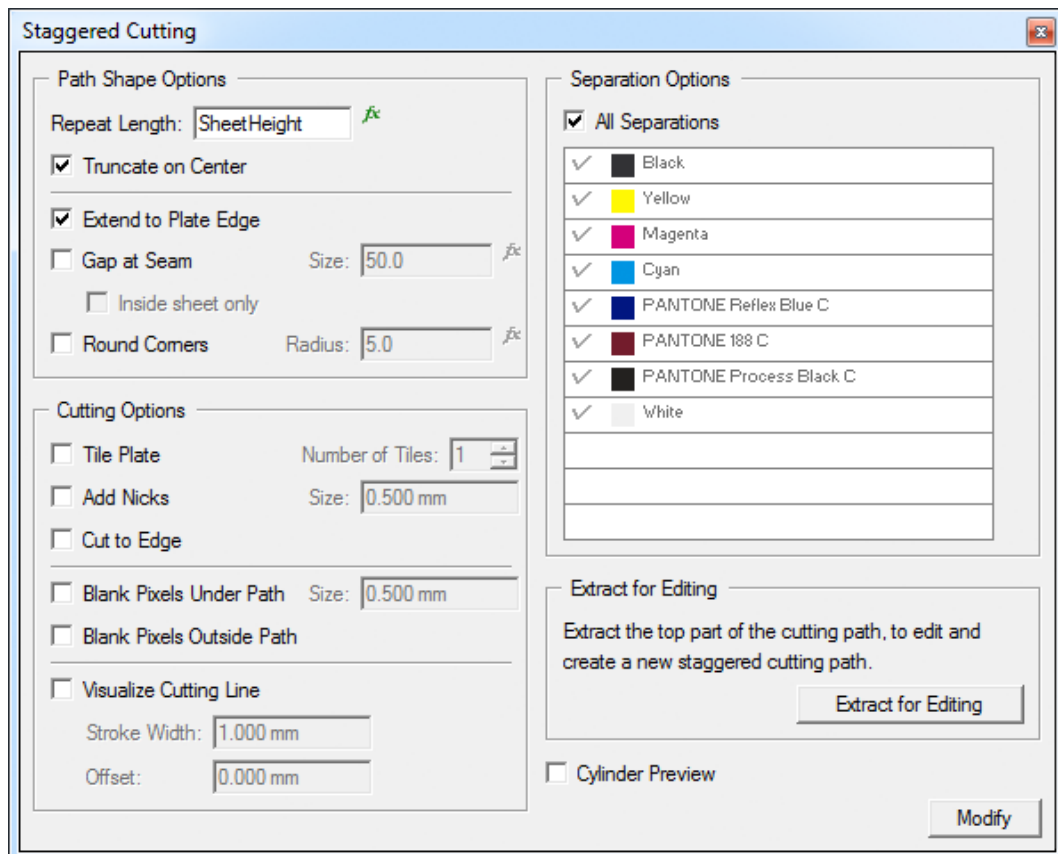 Staggered Cutting
Path Shape Options
Repeat Length: SheetHeight fx
Truncate on Center
Extend to Plate Edge
Gap at Seam Size: 50.0 fx
Inside sheet only
Round Corners Radius: 5.0 fx
Cutting Options
Tile Plate Number of Tiles: 1
Add Nicks Size: 0.500 mm
Cut to Edge
Blank Pixels Under Path Size: 0.500 mm
Blank Pixels Outside Path
Visualize Cutting Line
Stroke Width: 1.000 mm
Offset: 0.000 mm
Separation Options
All Separations
Black
Yellow
Magenta
Cyan
PANTONE Reflex Blue C
PANTONE 188 C
PANTONE Process Black C
White
Extract for Editing
Extract the top part of the cutting path, to edit and
create a new staggered cutting path.
Extract for Editing
Cylinder Preview
Modify